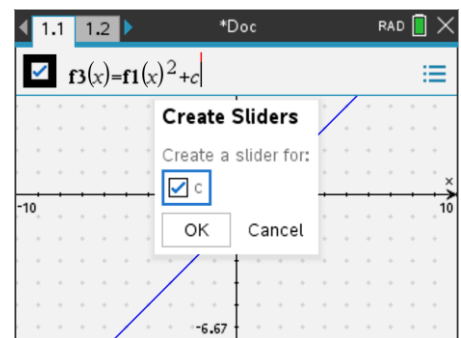 1.1 1.2 *Doc RAD
f3(x)=f1(x)²+c
Create Sliders
Create a slider for:
c
OK Cancel
x
-10 10
-6.67